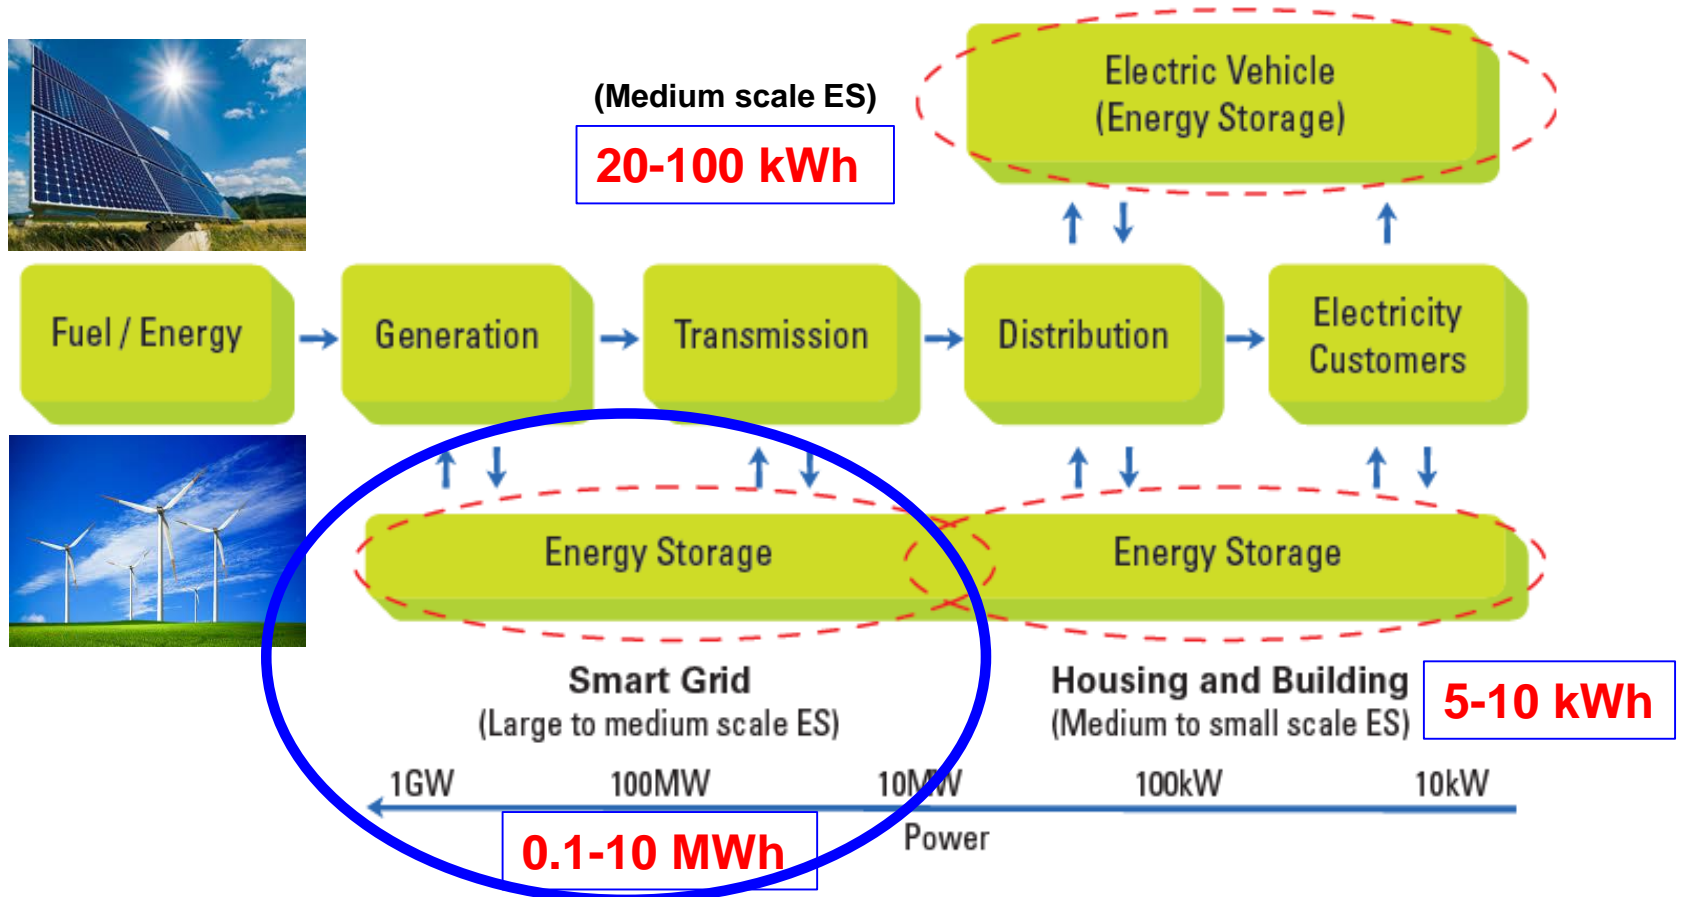 Electric Vehicle
(Energy Storage)
(Medium scale ES)
20-100 kWh
Fuel / Energy
Generation
Transmission
Distribution
Electricity
Customers
Energy Storage
Energy Storage
Smart Grid
(Large to medium scale ES)
Housing and Building
(Medium to small scale ES)
5-10 kWh
1GW 100MW 10MW 100kW 10kW
Power
0.1-10 MWh